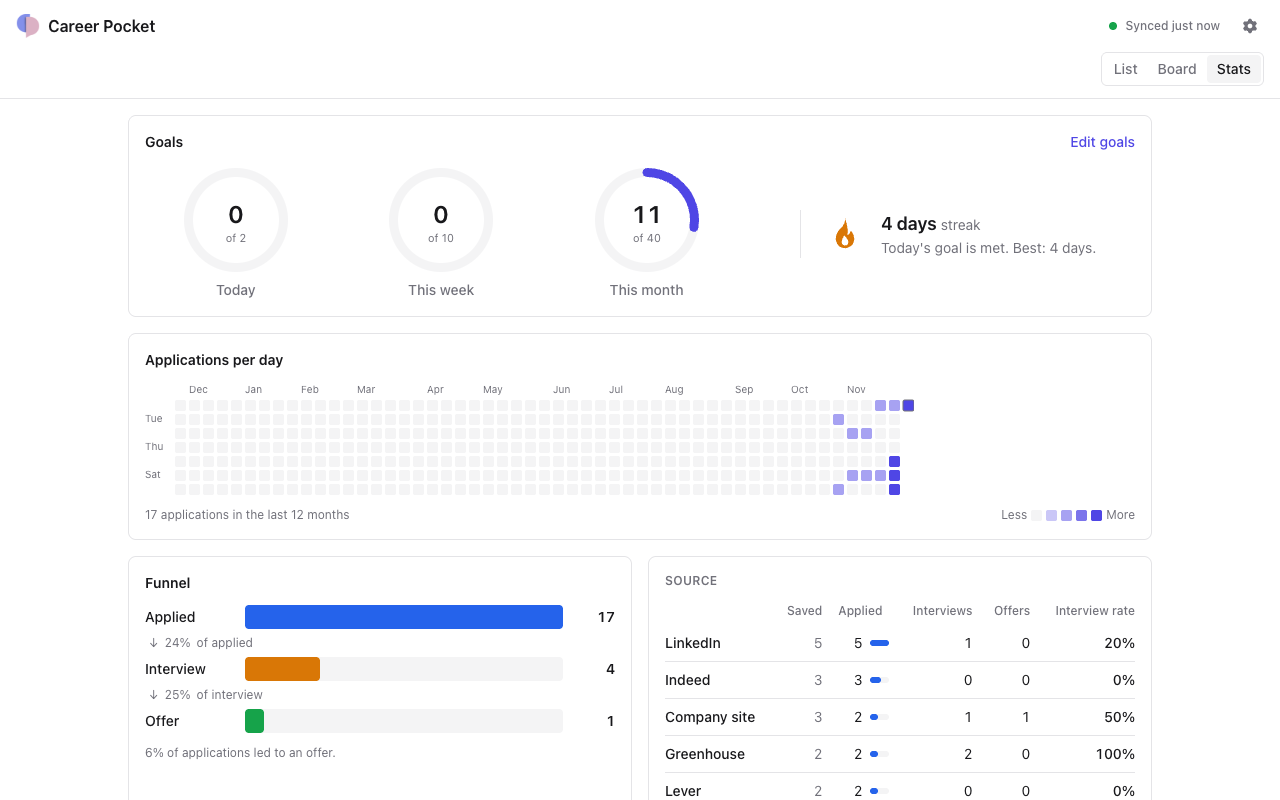 Career Pocket
Synced just now
List Board Stats
Goals
Edit goals
0
of 2
Today
0
of 10
This week
11
of 40
This month
4 days streak
Today's goal is met. Best: 4 days.
Applications per day
Dec Jan Feb Mar Apr May Jun Jul Aug Sep Oct Nov
Tue
Thu
Sat
17 applications in the last 12 months
Less More
Funnel
Applied 17
↓ 24% of applied
Interview 4
↓ 25% of interview
Offer 1
6% of applications led to an offer.
SOURCE
Saved Applied Interviews Offers Interview rate
LinkedIn 5 5 1 0 20%
Indeed 3 3 0 0 0%
Company site 3 2 1 1 50%
Greenhouse 2 2 2 0 100%
Lever 2 2 0 0 0%